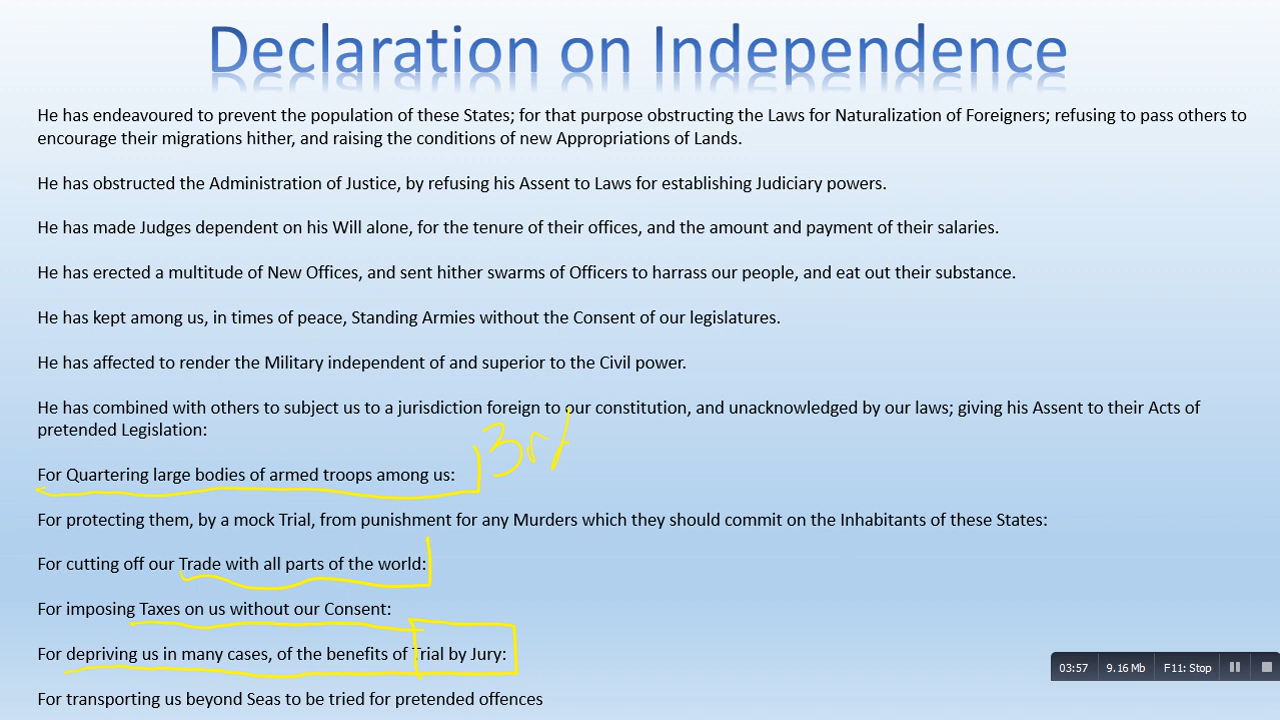 Declaration on Independence
He has endeavoured to prevent the population of these States; for that purpose obstructing the Laws for Naturalization of Foreigners; refusing to pass others to
encourage their migrations hither, and raising the conditions of new Appropriations of Lands.
He has obstructed the Administration of Justice, by refusing his Assent to Laws for establishing Judiciary powers.
He has made Judges dependent on his Will alone, for the tenure of their offices, and the amount and payment of their salaries.
He has erected a multitude of New Offices, and sent hither swarms of Officers to harrass our people, and eat out their substance.
He has kept among us, in times of peace, Standing Armies without the Consent of our legislatures.
He has affected to render the Military independent of and superior to the Civil power.
He has combined with others to subject us to a jurisdiction foreign to our constitution, and unacknowledged by our laws; giving his Assent to their Acts of
pretended Legislation:
3rd
For Quartering large bodies of armed troops among us:
For protecting them, by a mock Trial, from punishment for any Murders which they should commit on the Inhabitants of these States:
For cutting off our Trade with all parts of the world:
For imposing Taxes on us without our Consent:
For depriving us in many cases, of the benefits of Trial by Jury:
03:57 9.16 Mb F11: Stop
For transporting us beyond Seas to be tried for pretended offences